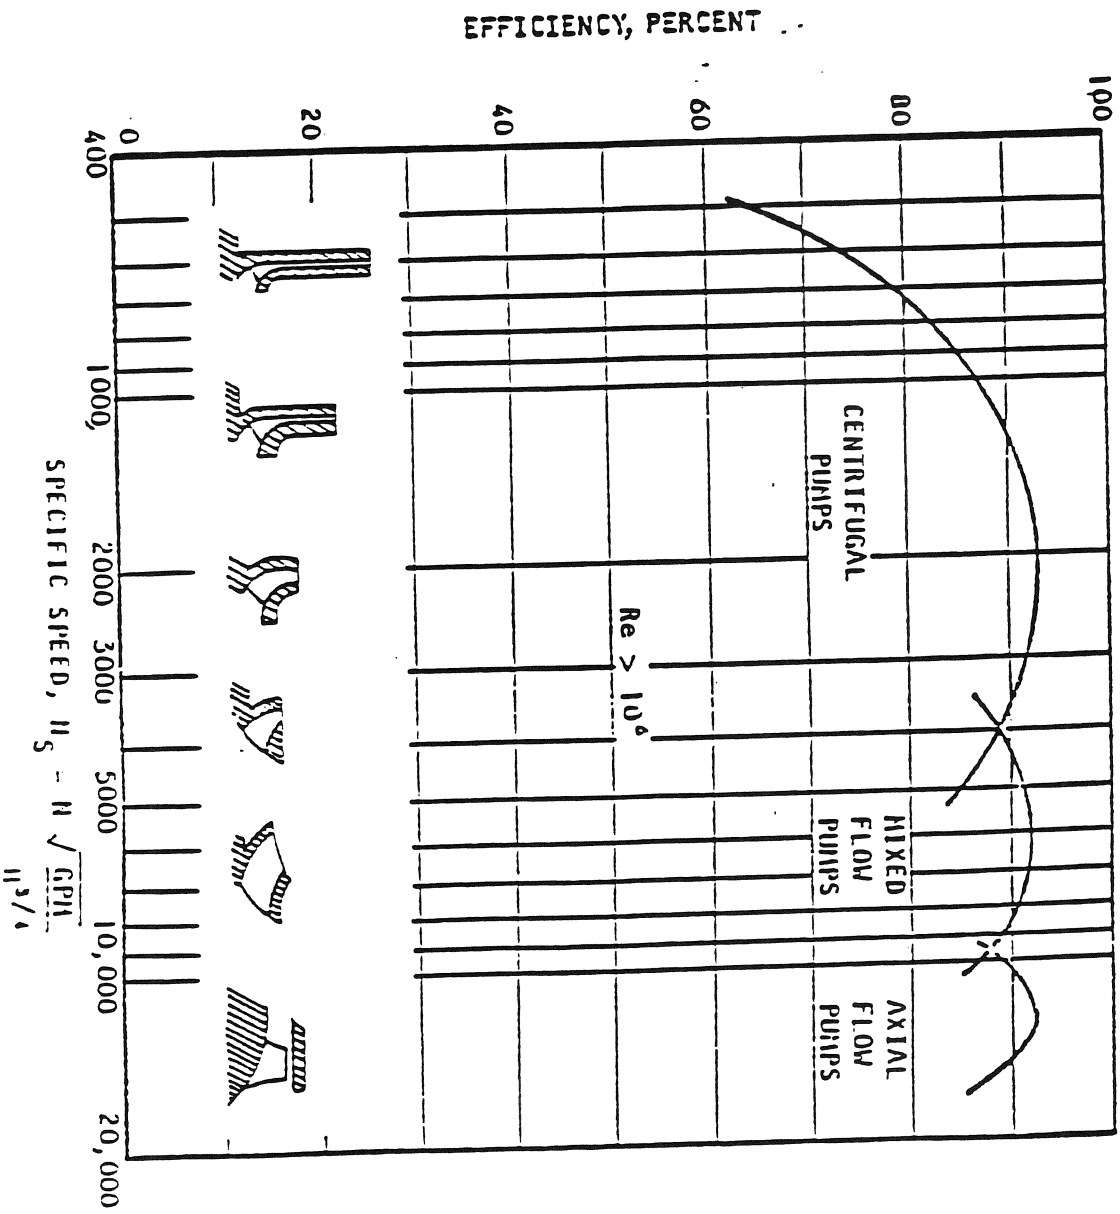 EFFICIENCY, PERCENT
100
80
60
40
20
0
400
1000,
2000
3000
5000
10,000
20,000
CENTRIFUGAL
PUMPS
Re > 10⁶
MIXED
FLOW
PUMPS
AXIAL
FLOW
PUMPS
SPECIFIC SPEED, NS - N √GPM
H3/4